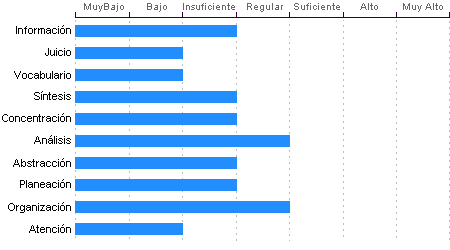 MuyBajo Bajo Insuficiente Regular Suficiente Alto Muy Alto
Información
Juicio
Vocabulario
Síntesis
Concentración
Análisis
Abstracción
Planeación
Organización
Atención